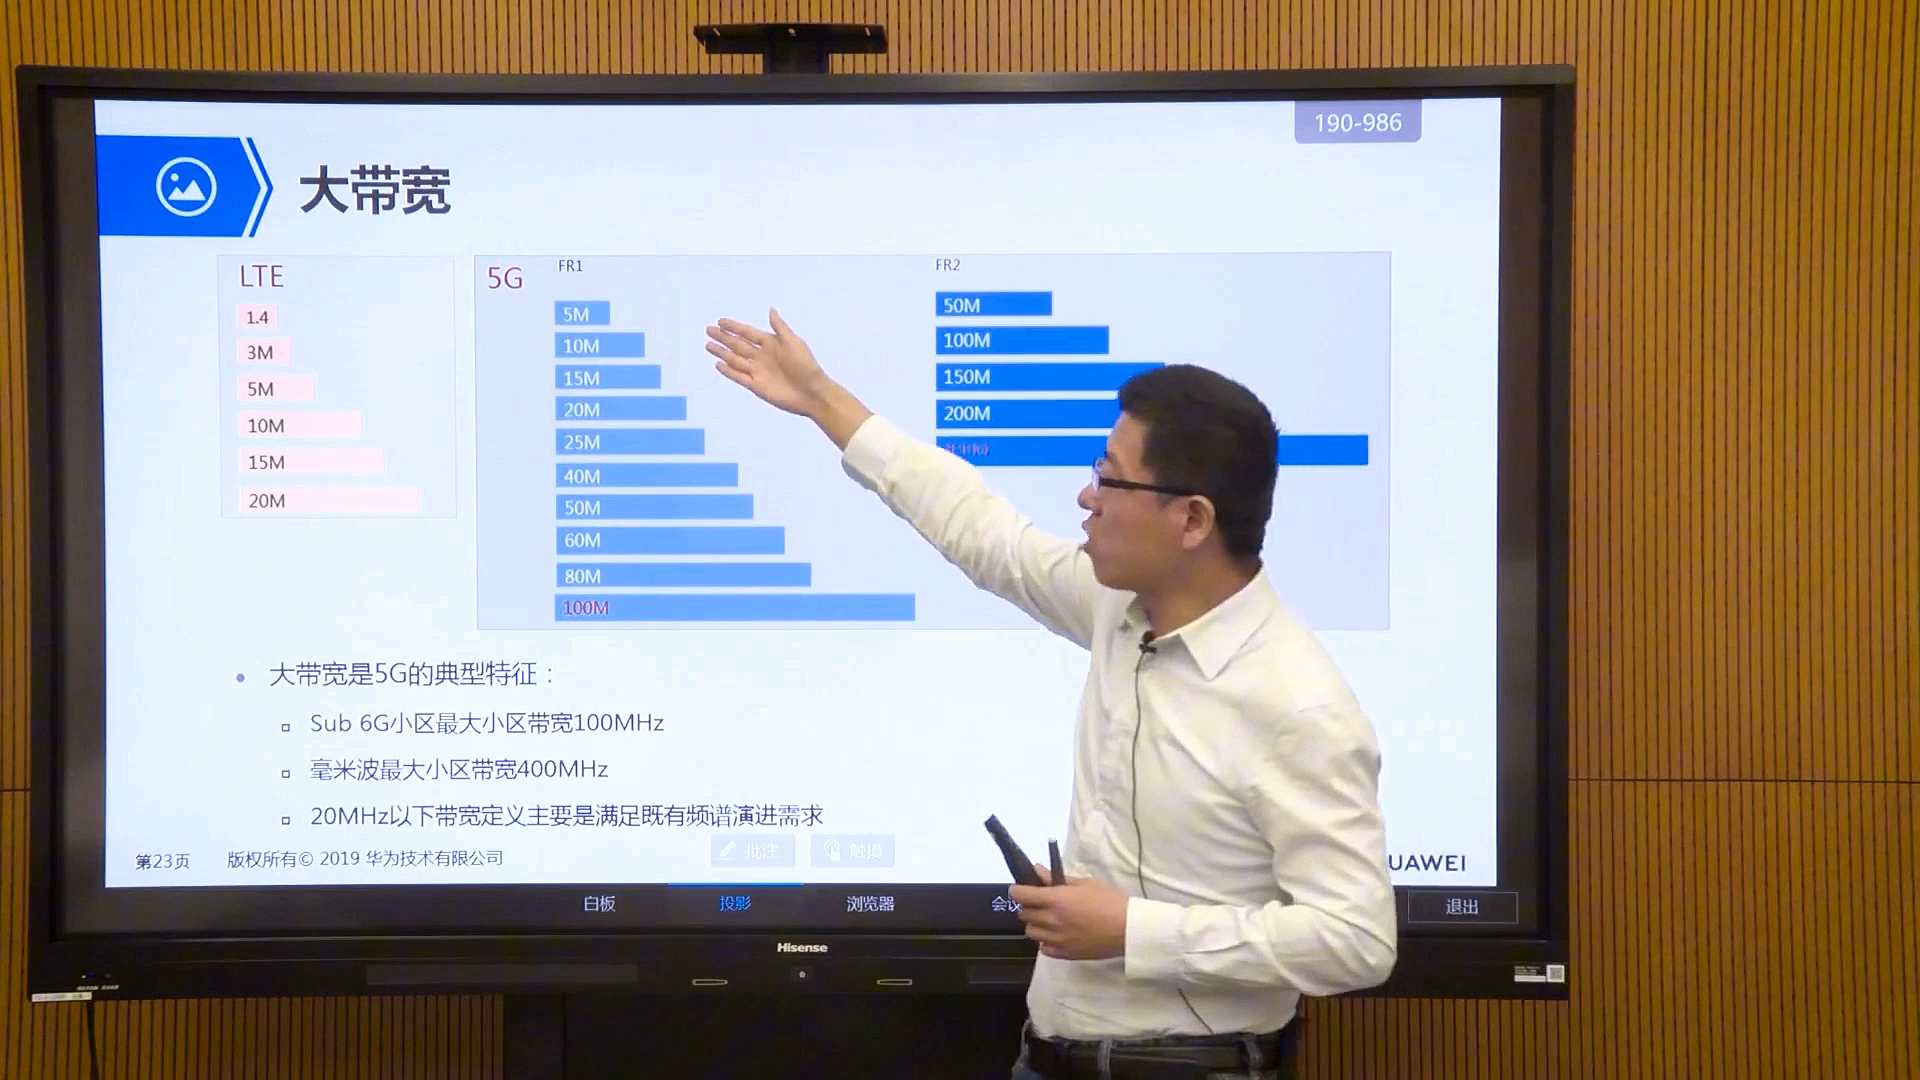 190-986
大带宽
LTE
1.4
3M
5M
10M
15M
20M
5G
FR1
5M
10M
15M
20M
25M
40M
50M
60M
80M
100M
FR2
50M
100M
150M
200M
大带宽是5G的典型特征：
Sub 6G小区最大小区带宽100MHz
毫米波最大小区带宽400MHz
20MHz以下带宽定义主要是满足既有频谱演进需求
批注
触摸
第23页
版权所有© 2019 华为技术有限公司
UAWEI
白板
投影
浏览器
会议
退出
Hisense